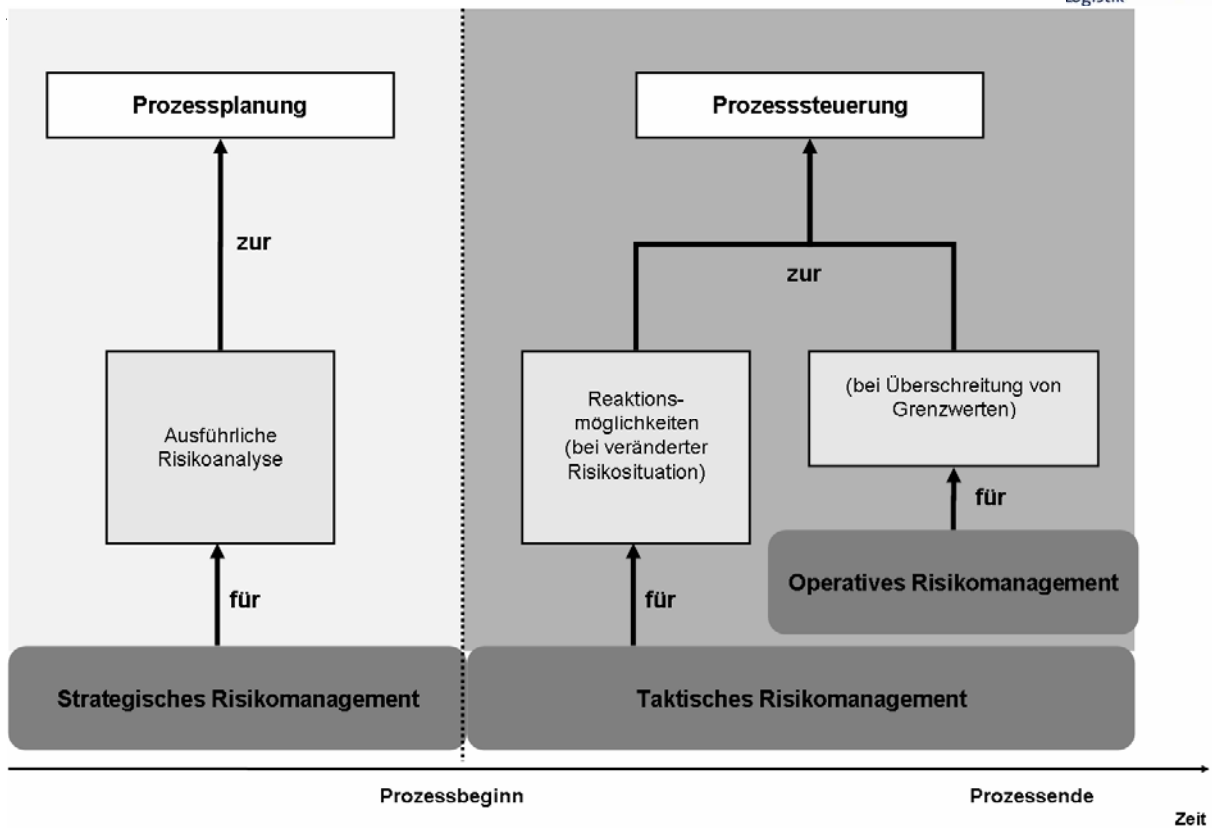 Prozessplanung
Prozesssteuerung
zur
zur
Ausführliche
Risikoanalyse
Reaktions-
möglichkeiten
(bei veränderter
Risikosituation)
(bei Überschreitung von
Grenzwerten)
für
für
für
Operatives Risikomanagement
Strategisches Risikomanagement
Taktisches Risikomanagement
Prozessbeginn
Prozessende
Zeit